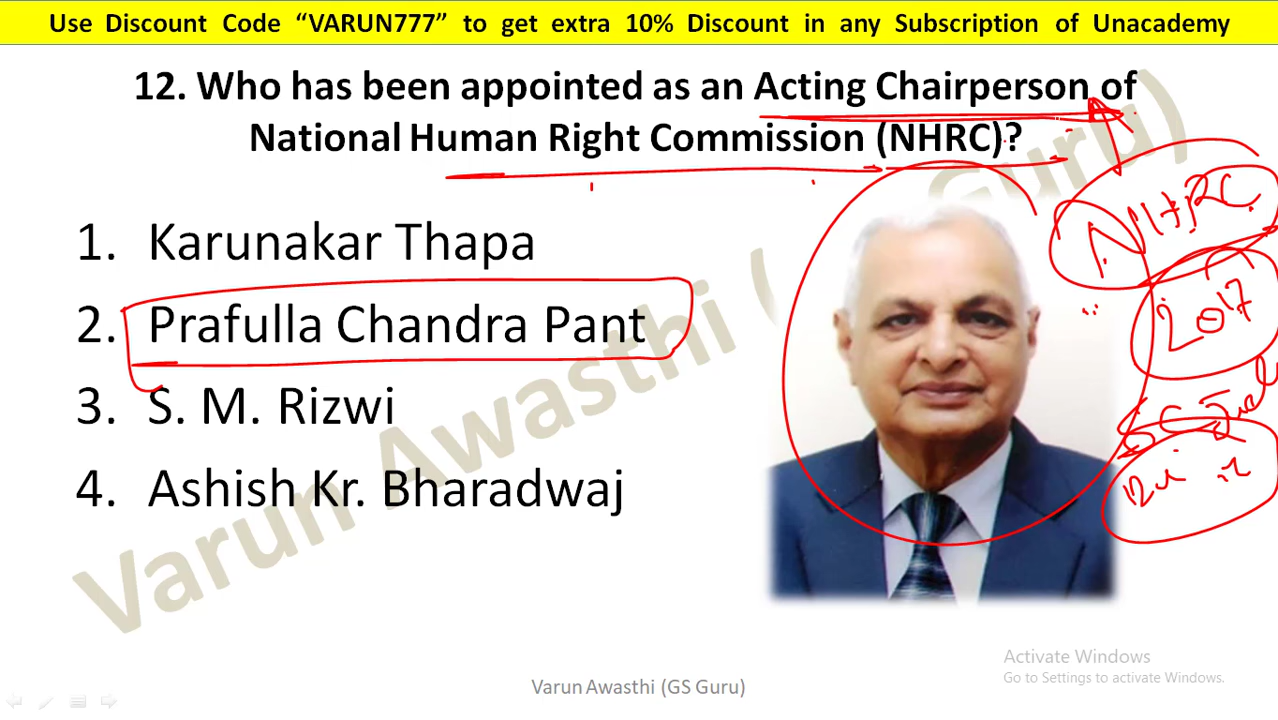 Use Discount Code “VARUN777” to get extra 10% Discount in any Subscription of Unacademy
12. Who has been appointed as an Acting Chairperson of
National Human Right Commission (NHRC)?
1. Karunakar Thapa
2. Prafulla Chandra Pant
3. S. M. Rizwi
4. Ashish Kr. Bharadwaj
NHRC
2017
SC
Varun Awasthi (GS Guru)
Activate Windows
Go to Settings to activate Windows.
Varun Awasthi (GS Guru)